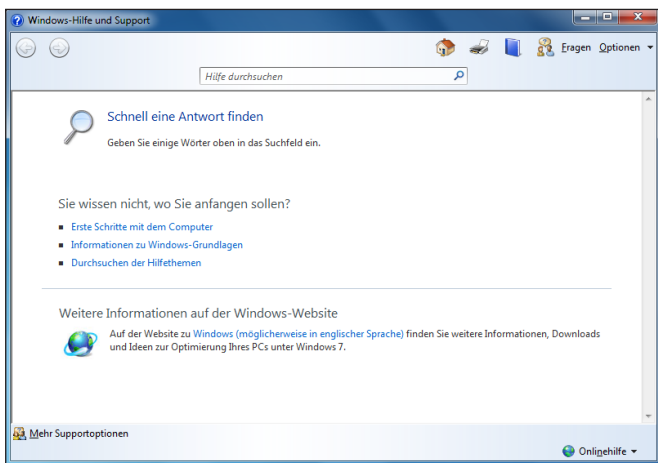 Windows-Hilfe und Support
Fragen Optionen
Hilfe durchsuchen
Schnell eine Antwort finden
Geben Sie einige Wörter oben in das Suchfeld ein.
Sie wissen nicht, wo Sie anfangen sollen?
Erste Schritte mit dem Computer
Informationen zu Windows-Grundlagen
Durchsuchen der Hilfethemen
Weitere Informationen auf der Windows-Website
Auf der Website zu Windows (möglicherweise in englischer Sprache) finden Sie weitere Informationen, Downloads
und Ideen zur Optimierung Ihres PCs unter Windows 7.
Mehr Supportoptionen
Onlinehilfe